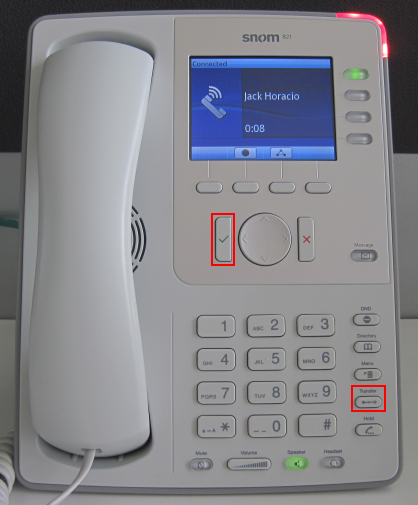 snom 821
Connected
Jack Horacio
0:08
Message
DND
1
ABC 2
DEF 3
Directory
GHI 4
JKL 5
MNO 6
Menu
PQRS 7
TUV 8
WXYZ 9
Transfer
*
0
#
Hold
Mute
Volume
Speaker
Headset